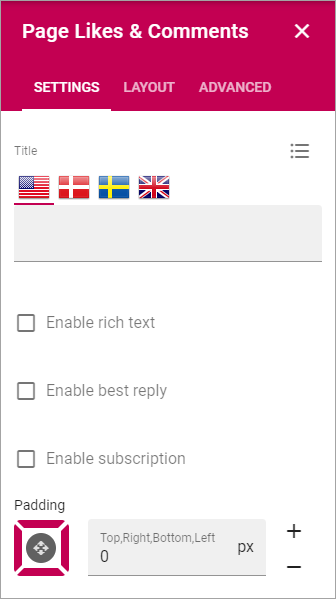 Page Likes & Comments
SETTINGS LAYOUT ADVANCED
Title
Enable rich text
Enable best reply
Enable subscription
Padding
Top,Right,Bottom,Left
0 px